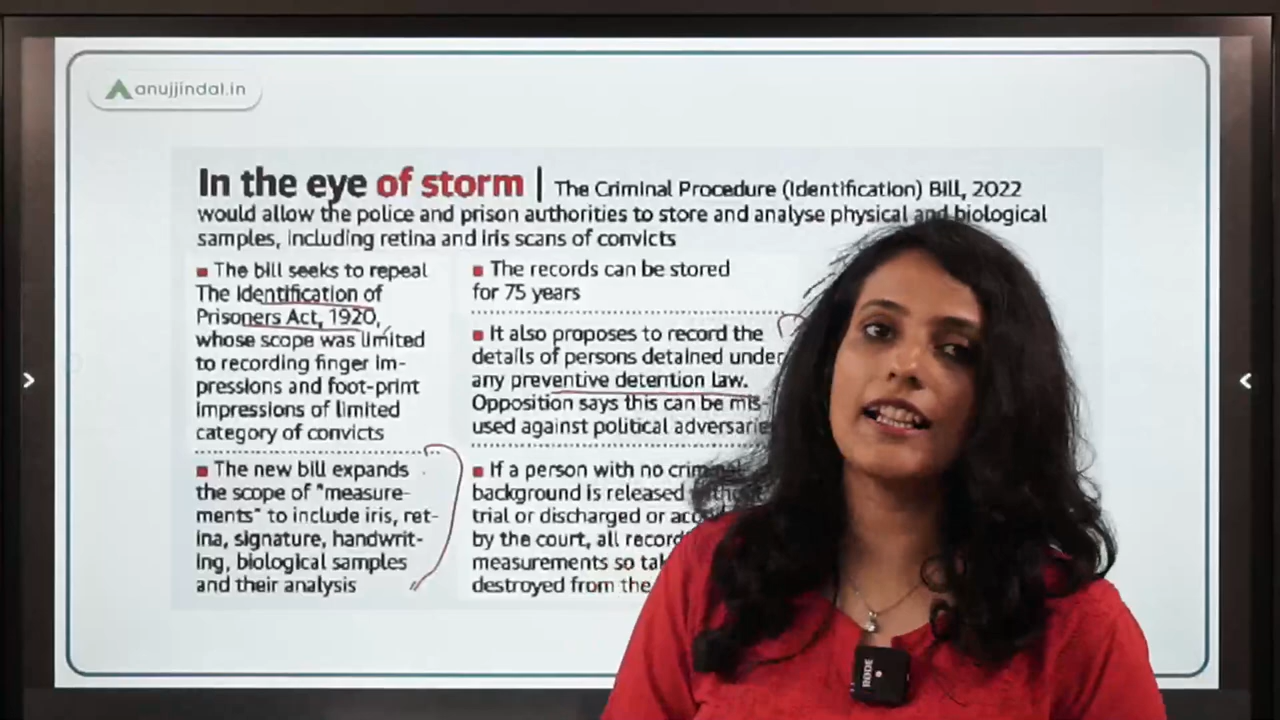 anujjindal.in
In the eye of storm | The Criminal Procedure (Identification) Bill, 2022
would allow the police and prison authorities to store and analyse physical and biological
samples, including retina and iris scans of convicts
The bill seeks to repeal
The Identification of
Prisoners Act, 1920,
whose scope was limited
to recording finger im-
pressions and foot-print
impressions of limited
category of convicts
The new bill expands
the scope of "measure-
ments" to include iris, ret-
ina, signature, handwrit-
ing, biological samples
and their analysis
The records can be stored
for 75 years
It also proposes to record the
details of persons detained under
any preventive detention law.
Opposition says this can be mis-
used against political adversarie
If a person with no
background is released
trial or discharged or
by the court, all
measurements so
destroyed from the
RODE